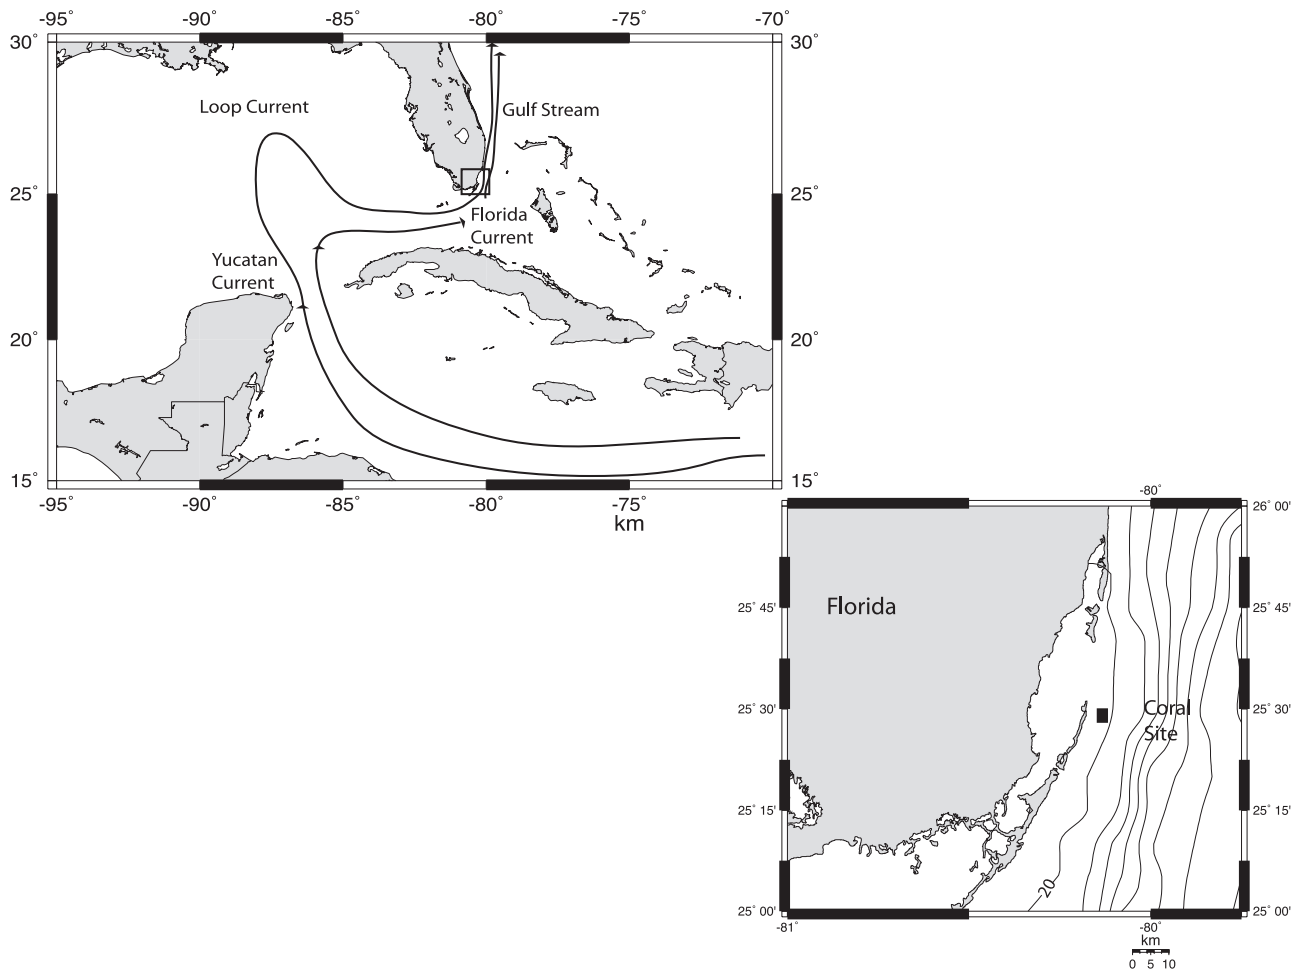 -95° -90° -85° -80° -75° -70°
30° 30°
Loop Current
Gulf Stream
25° 25°
Florida
Current
Yucatan
Current
20° 20°
15° 15°
-95° -90° -85° -80° -75° -70°
km
-80°
26° 00'
Florida
25° 45' 25° 45'
25° 30' 25° 30'
Coral
Site
25° 15' 25° 15'
20
25° 00' 25° 00'
-81° -80°
km
0 5 10